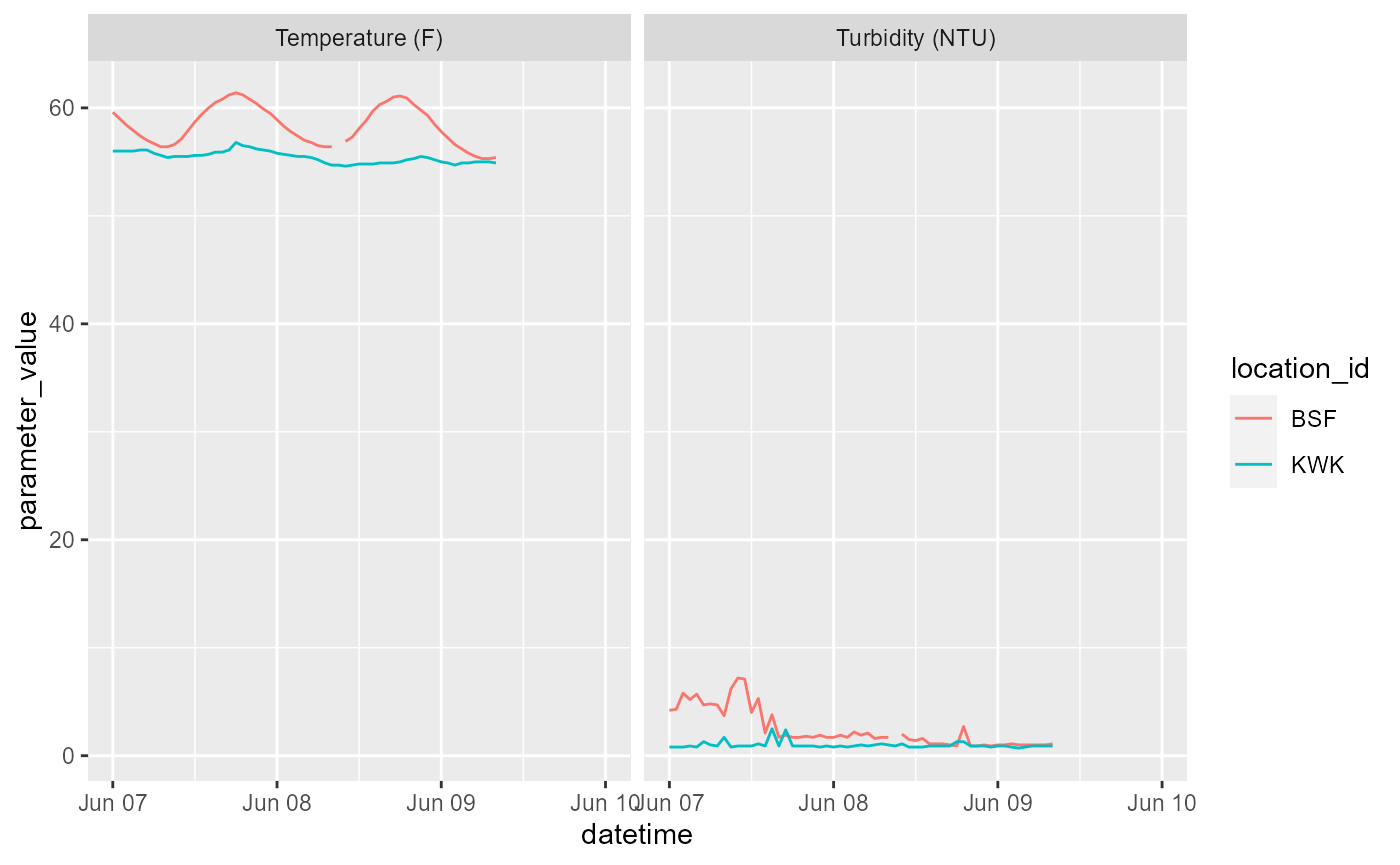 Temperature (F)
Turbidity (NTU)
60
40
20
0
parameter_value
Jun 07
Jun 08
Jun 09
Jun 10
Jun 07
Jun 08
Jun 09
Jun 10
datetime
location_id
BSF
KWK